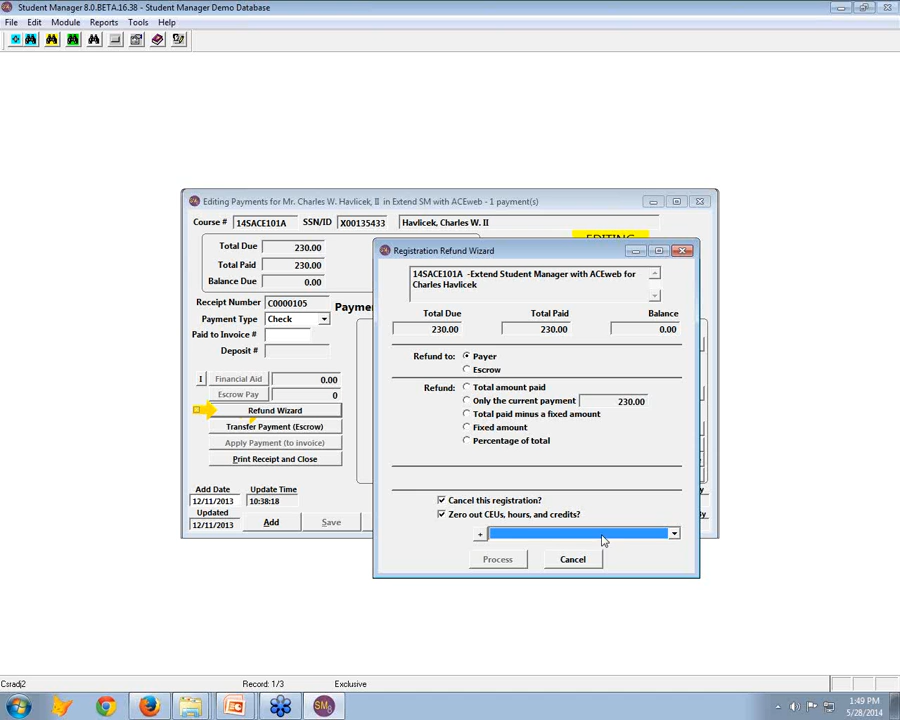 Student Manager 8.0.BETA.16.38 - Student Manager Demo Database
File Edit Module Reports Tools Help
Editing Payments for Mr. Charles W. Havlicek, II in Extend SM with ACEweb - 1 payment(s)
Course # 14SACE101A SSN/ID X00135433 Havlicek, Charles W. II
Total Due 230.00
Total Paid 230.00
Balance Due 0.00
Receipt Number C0000105
Payment Type Check
Paid to Invoice #
Deposit #
I Financial Aid 0.00
Escrow Pay 0
Refund Wizard
Transfer Payment (Escrow)
Apply Payment (to invoice)
Print Receipt and Close
Add Date Update Time
12/11/2013 10:38:18
Updated
12/11/2013 Add Save
Registration Refund Wizard
14SACE101A -Extend Student Manager with ACEweb for
Charles Havlicek
Total Due Total Paid Balance
230.00 230.00 0.00
Refund to: Payer
Escrow
Refund: Total amount paid
Only the current payment 230.00
Total paid minus a fixed amount
Fixed amount
Percentage of total
Cancel this registration?
Zero out CEUs, hours, and credits?
+
Process Cancel
Csradj2 Record: 1/3 Exclusive
SM8
1:49 PM
5/28/2014